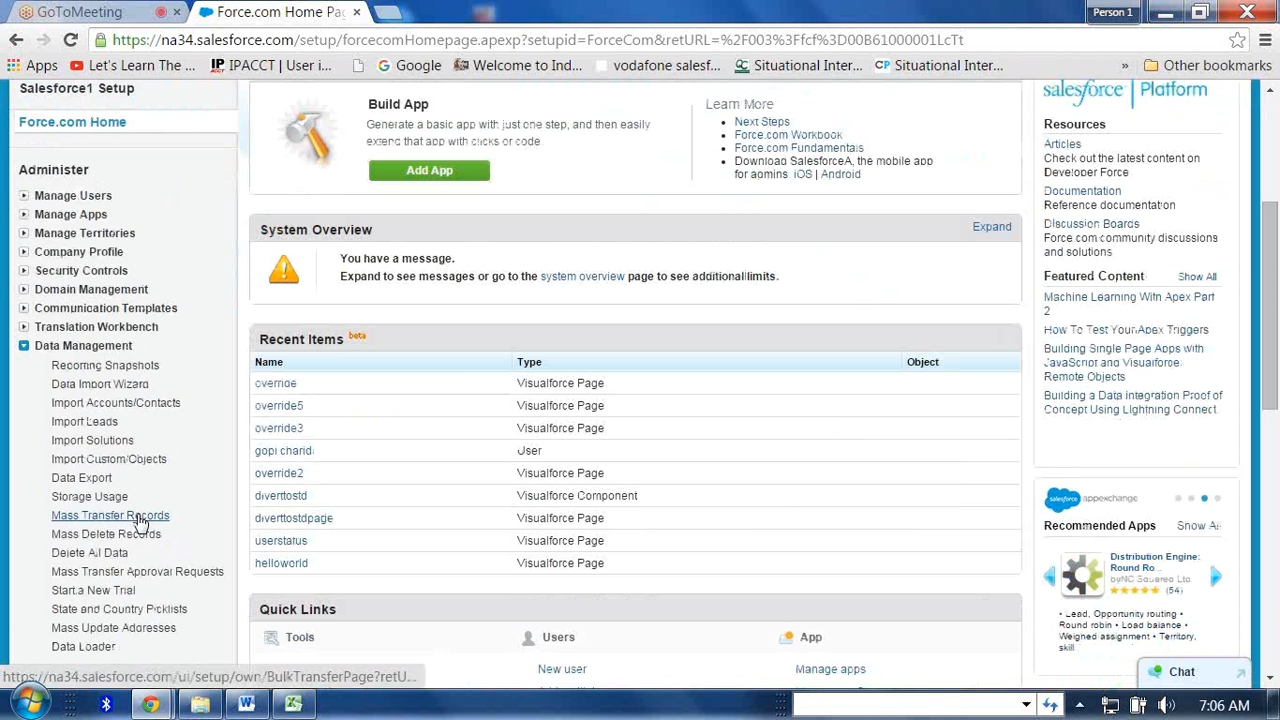 GoToMeeting
Force.com Home Pag
Person 1
https://na34.salesforce.com/setup/forcecomHomepage.apexp?setupid=ForceCom&retURL=%2F003%3Ffcf%3D00B61000001LcTt
Apps
Let's Learn The ...
IPACCT | User i...
Google
Welcome to Ind...
vodafone salesf...
Situational Inter...
CP Situational Inter...
»
Other bookmarks
Salesforce1 Setup
Force.com Home
Administer
Manage Users
Manage Apps
Manage Territories
Company Profile
Security Controls
Domain Management
Communication Templates
Translation Workbench
Data Management
Reporting Snapshots
Data Import Wizard
Import Accounts/Contacts
Import Leads
Import Solutions
Import Custom Objects
Data Export
Storage Usage
Mass Transfer Records
Mass Delete Records
Delete All Data
Mass Transfer Approval Requests
Start a New Trial
State and Country Picklists
Mass Update Addresses
Data Loader
Build App
Generate a basic app with just one step, and then easily
extend that app with clicks or code.
Add App
Learn More
• Next Steps
• Force.com Workbook
• Force.com Fundamentals
• Download SalesforceA, the mobile app
for admins iOS | Android
System Overview
Expand
You have a message.
Expand to see messages or go to the system overview page to see additional limits.
Recent Items beta
Name Type Object
override Visualforce Page
override5 Visualforce Page
override3 Visualforce Page
gopi charidi User
override2 Visualforce Page
diverttostd Visualforce Component
diverttostdpage Visualforce Page
userstatus Visualforce Page
helloworld Visualforce Page
Quick Links
Tools
Users
App
New user
Manage apps
salesforce | Platform
Resources
Articles
Check out the latest content on
Developer Force
Documentation
Reference documentation
Discussion Boards
Force.com community discussions
and solutions
Featured Content Show All
Machine Learning With Apex Part
2
How To Test Your Apex Triggers
Building Single Page Apps with
JavaScript and Visualforce
Remote Objects
Building a Data Integration Proof of
Concept Using Lightning Connect
salesforce appexchange
Recommended Apps Show A
Distribution Engine:
Round Ro...
by NC Squared Ltd
(54)
• Lead, Opportunity routing •
Round robin • Load balance •
Weighed assignment • Territory,
skill
Chat
https://na34.salesforce.com/ui/setup/own/BulkTransferPage?retU...
7:06 AM